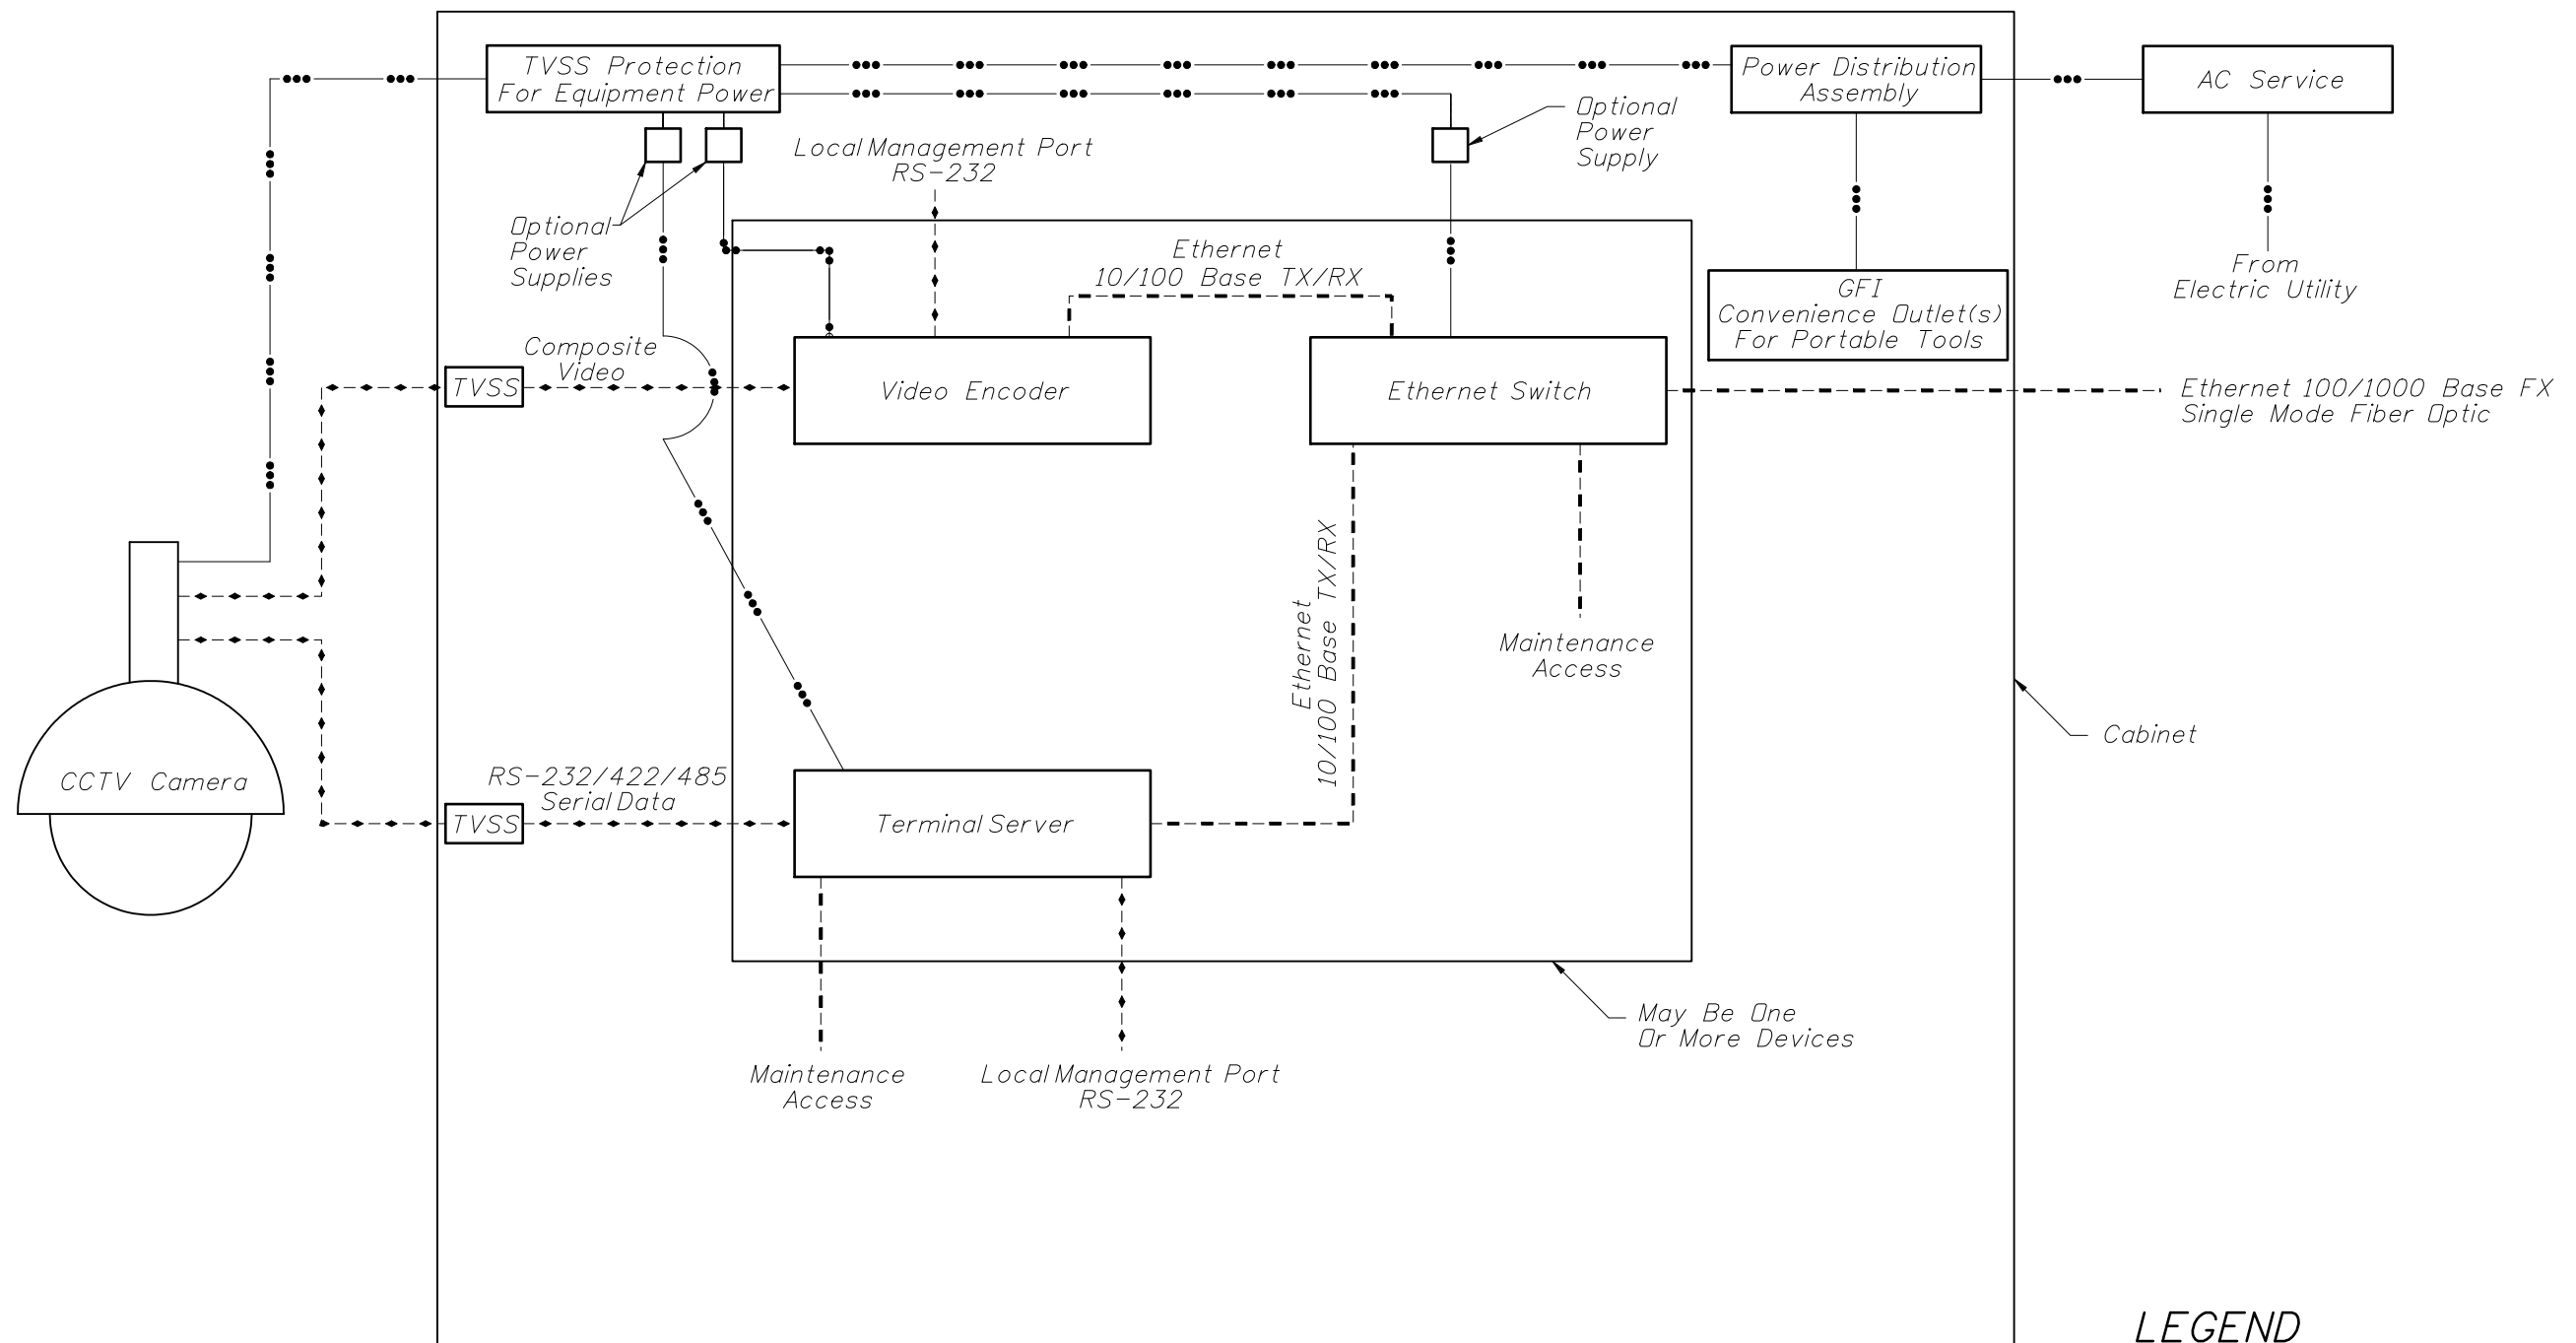 TVSS Protection
For Equipment Power
Power Distribution
Assembly
AC Service
Optional
Power
Supply
Local Management Port
RS-232
Optional
Power
Supplies
Ethernet
10/100 Base TX/RX
From
Electric Utility
GFI
Convenience Outlet(s)
For Portable Tools
Composite
Video
TVSS
Video Encoder
Ethernet Switch
Ethernet 100/1000 Base FX
Single Mode Fiber Optic
Ethernet
10/100 Base TX/RX
Maintenance
Access
Cabinet
CCTV Camera
RS-232/422/485
Serial Data
TVSS
Terminal Server
May Be One
Or More Devices
Maintenance
Access
Local Management Port
RS-232
LEGEND